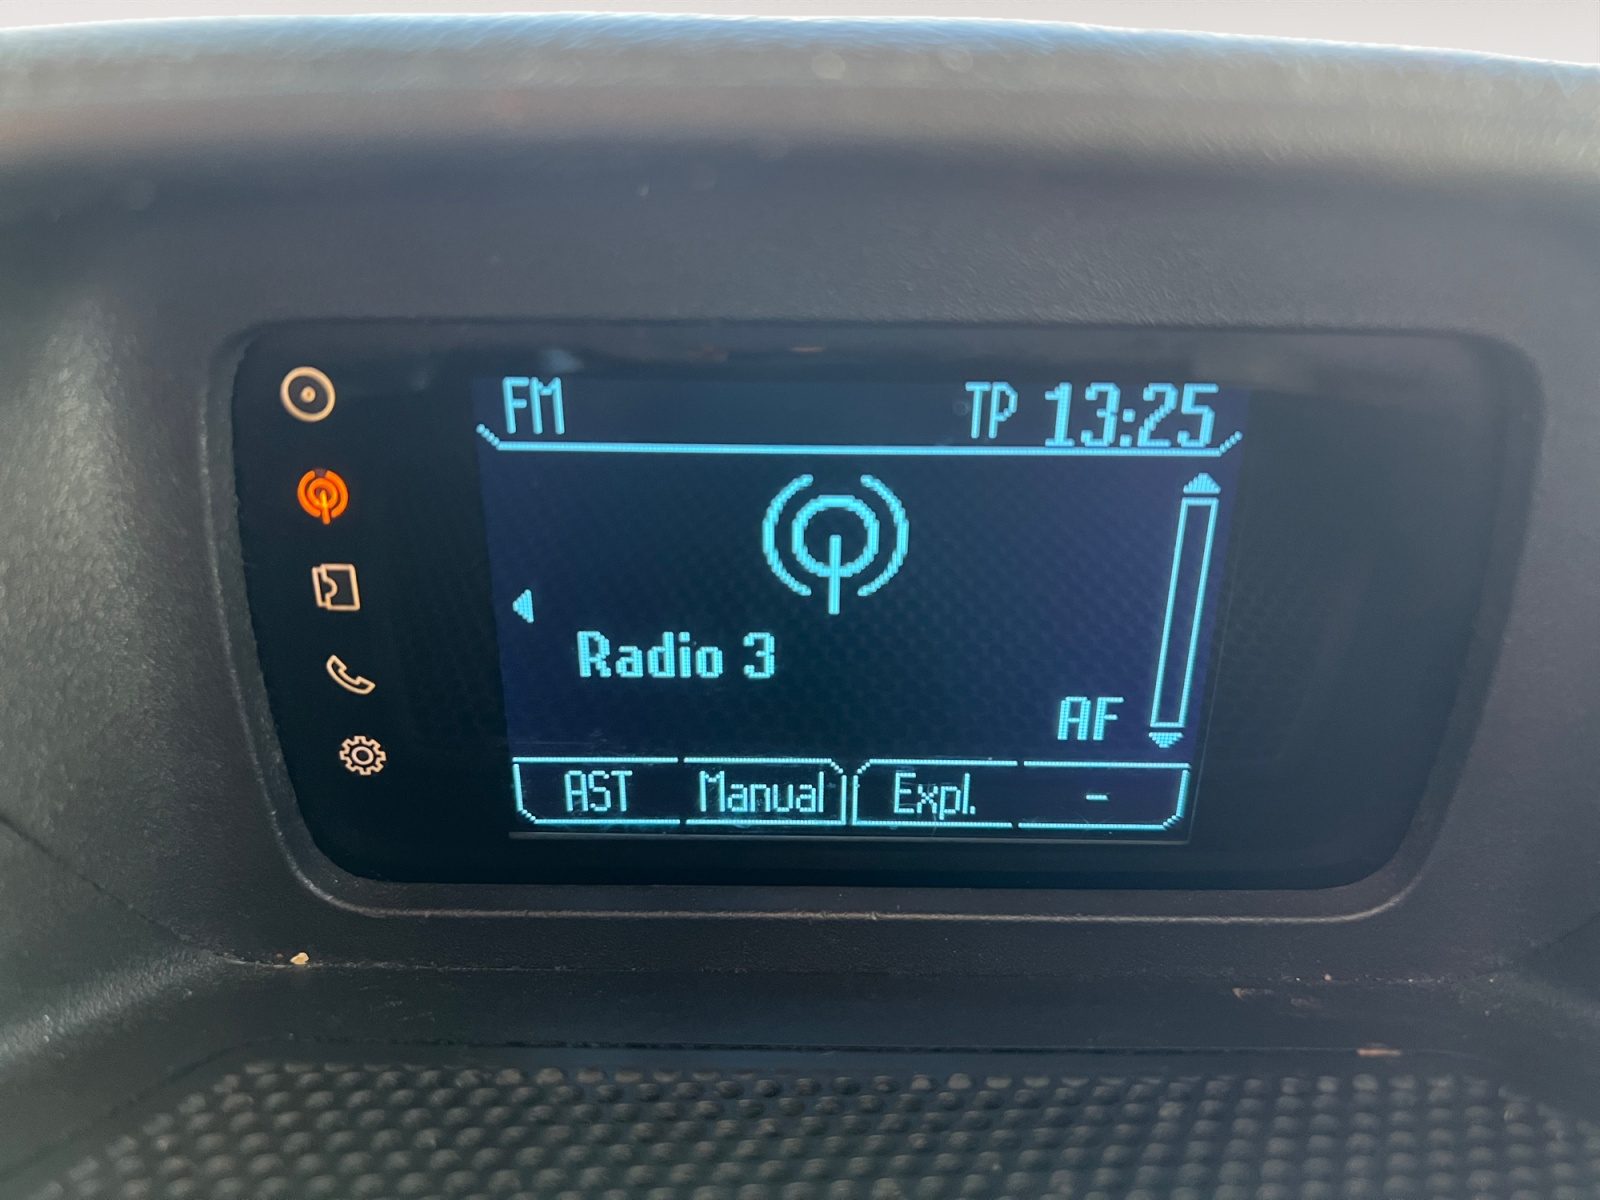 FM TP 13:25
Radio 3
AF
AST Manual Expl. -